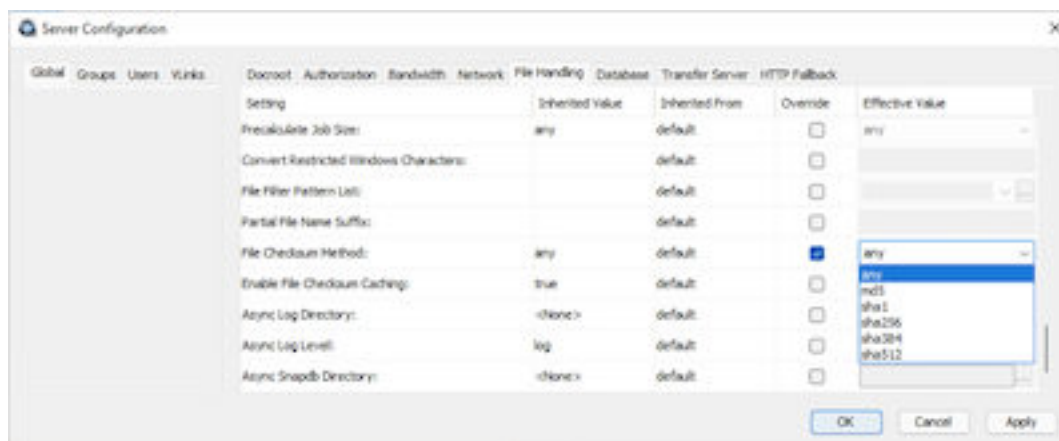 Server Configuration
Global Groups Users VLinks
Docroot Authorization Bandwidth Network File Handling Database Transfer Server HTTP Fallback
Setting Inherited Value Inherited From Override Effective Value
Precalculate Job Size: any default any
Convert Restricted Windows Characters: default
File Filter Pattern List: default
Partial File Name Suffix: default
File Checksum Method: any default any
any
Enable File Checksum Caching: true default md5
sha1
Async Log Directory: <None> default sha256
sha384
Async Log Level: log default sha512
Async Snapdb Directory: <None> default
OK Cancel Apply